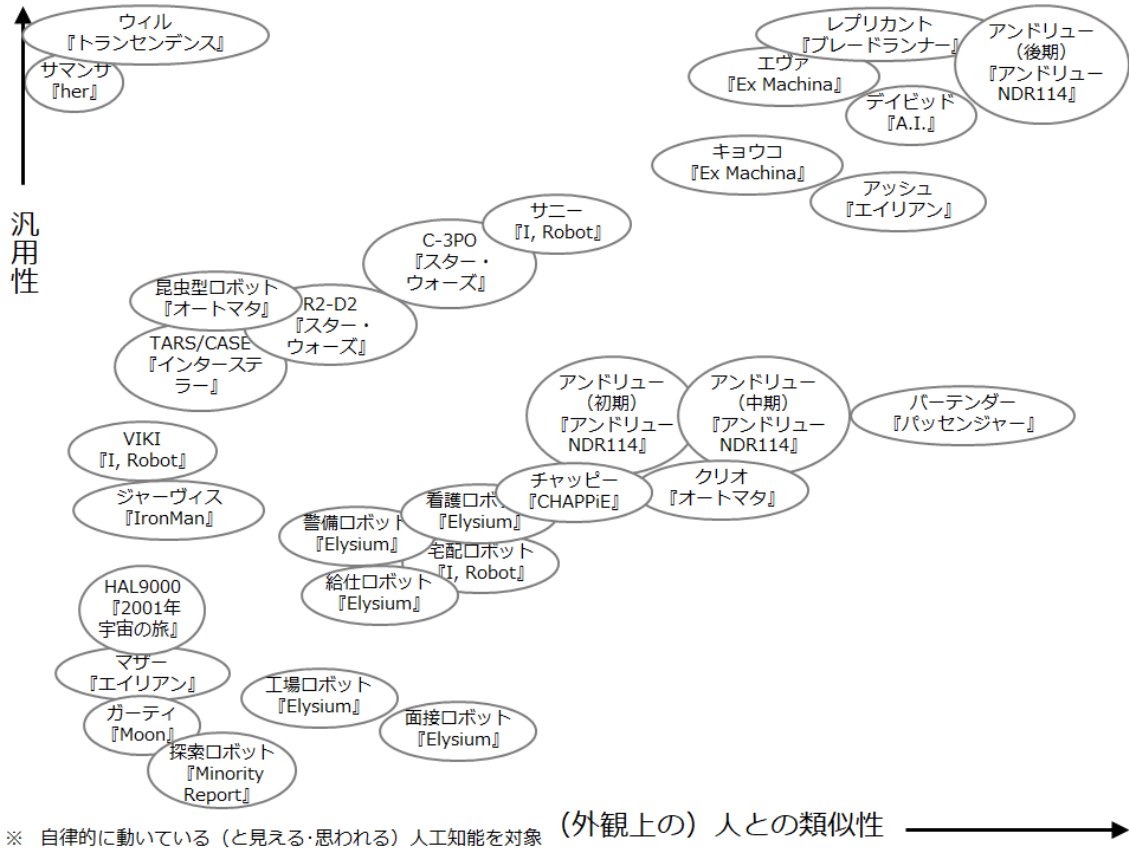 ウィル
『トランセンデンス』
サマンサ
『her』
レプリカント
『ブレードランナー』
アンドリュー
（後期）
『アンドリュー
NDR114』
エヴァ
『Ex Machina』
デイビッド
『A.I.』
キョウコ
『Ex Machina』
アッシュ
『エイリアン』
汎用性
サニー
『I, Robot』
C-3PO
『スター・
ウォーズ』
昆虫型ロボット
『オートマタ』
R2-D2
『スター・
ウォーズ』
TARS/CASE
『インターステ
ラー』
アンドリュー
（初期）
『アンドリュー
NDR114』
アンドリュー
（中期）
『アンドリュー
NDR114』
バーテンダー
『パッセンジャー』
VIKI
『I, Robot』
ジャーヴィス
『IronMan』
チャッピー
『CHAPPiE』
クリオ
『オートマタ』
看護ロボット
『Elysium』
警備ロボット
『Elysium』
宅配ロボット
『I, Robot』
給仕ロボット
『Elysium』
HAL9000
『2001年
宇宙の旅』
マザー
『エイリアン』
ガーティ
『Moon』
工場ロボット
『Elysium』
面接ロボット
『Elysium』
探索ロボット
『Minority
Report』
（外観上の）人との類似性
※　自律的に動いている（と見える・思われる）人工知能を対象